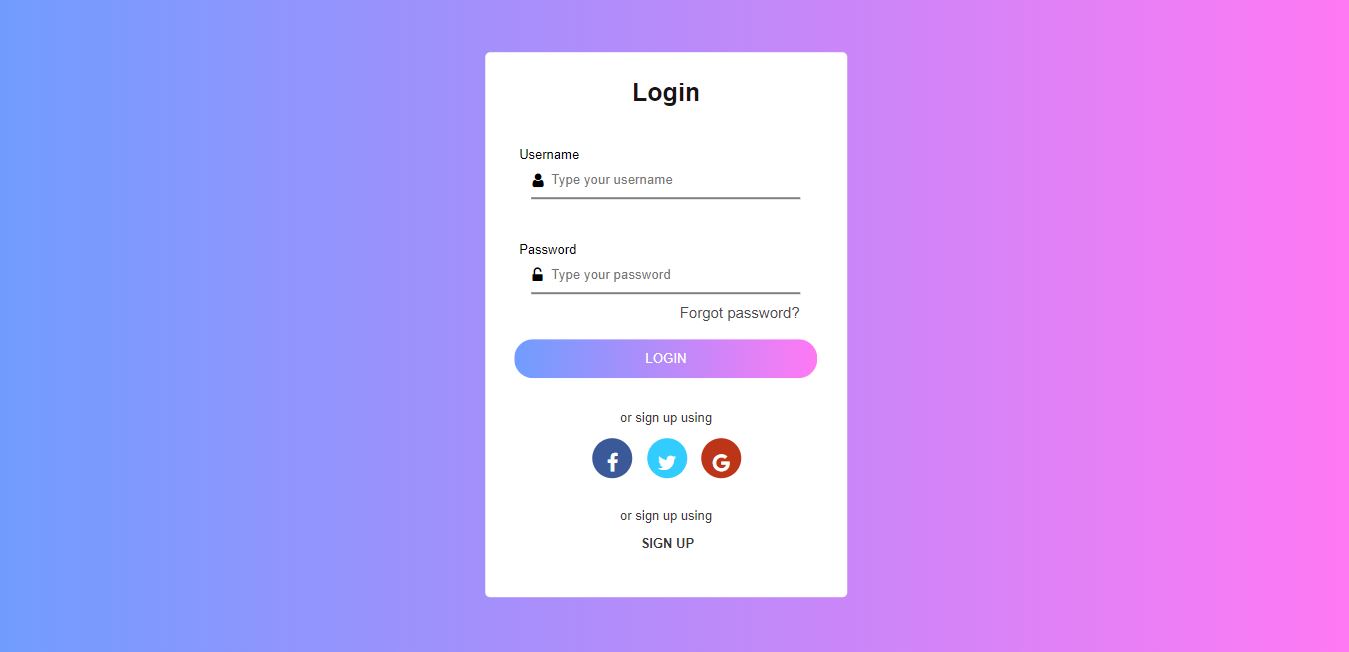 Login
Username
Type your username
Password
Type your password
Forgot password?
LOGIN
or sign up using
or sign up using
SIGN UP